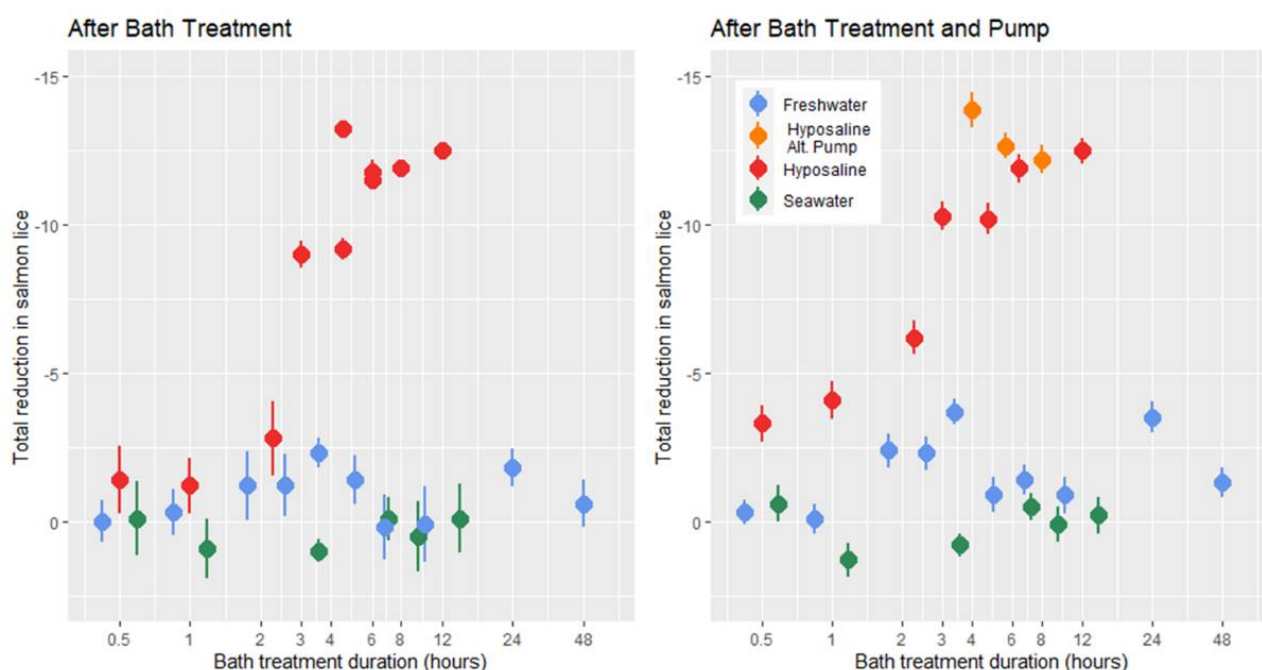 After Bath Treatment
-15
-10
-5
0
Total reduction in salmon lice
0.5 1 2 3 4 6 8 12 24 48
Bath treatment duration (hours)
After Bath Treatment and Pump
Freshwater
Hyposaline
Alt. Pump
Hyposaline
Seawater
-15
-10
-5
0
Total reduction in salmon lice
0.5 1 2 3 4 6 8 12 24 48
Bath treatment duration (hours)